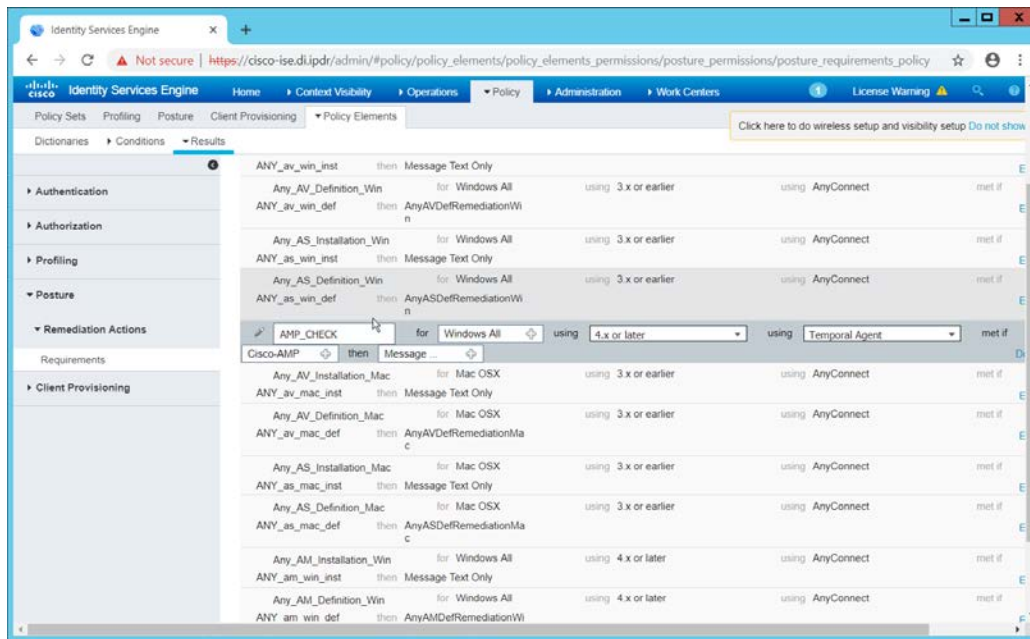 Identity Services Engine
Not secure | https://cisco-ise.di.ipdr/admin/#policy/policy_elements/policy_elements_permissions/posture_permissions/posture_requirements_policy
cisco Identity Services Engine Home Context Visibility Operations Policy Administration Work Centers 1 License Warning
Policy Sets Profiling Posture Client Provisioning Policy Elements
Click here to do wireless setup and visibility setup Do not show
Dictionaries Conditions Results
Authentication
Authorization
Profiling
Posture
Remediation Actions
Requirements
Client Provisioning
ANY_av_win_inst then Message Text Only E
Any_AV_Definition_Win for Windows All using 3.x or earlier using AnyConnect met if
ANY_av_win_def then AnyAVDefRemediationWi E
n
Any_AS_Installation_Win for Windows All using 3.x or earlier using AnyConnect met if
ANY_as_win_inst then Message Text Only E
Any_AS_Definition_Win for Windows All using 3.x or earlier using AnyConnect met if
ANY_as_win_def then AnyASDefRemediationWi E
n
AMP_CHECK for Windows All using 4.x or later using Temporal Agent met if
Cisco-AMP then Message ...
Any_AV_Installation_Mac for Mac OSX using 3.x or earlier using AnyConnect met if
ANY_av_mac_inst then Message Text Only E
Any_AV_Definition_Mac for Mac OSX using 3.x or earlier using AnyConnect met if
ANY_av_mac_def then AnyAVDefRemediationMa E
c
Any_AS_Installation_Mac for Mac OSX using 3.x or earlier using AnyConnect met if
ANY_as_mac_inst then Message Text Only E
Any_AS_Definition_Mac for Mac OSX using 3.x or earlier using AnyConnect met if
ANY_as_mac_def then AnyASDefRemediationMa E
c
Any_AM_Installation_Win for Windows All using 4.x or later using AnyConnect met if
ANY_am_win_inst then Message Text Only E
Any_AM_Definition_Win for Windows All using 4.x or later using AnyConnect met if
ANY_am_win_def then AnyAMDefRemediationWi